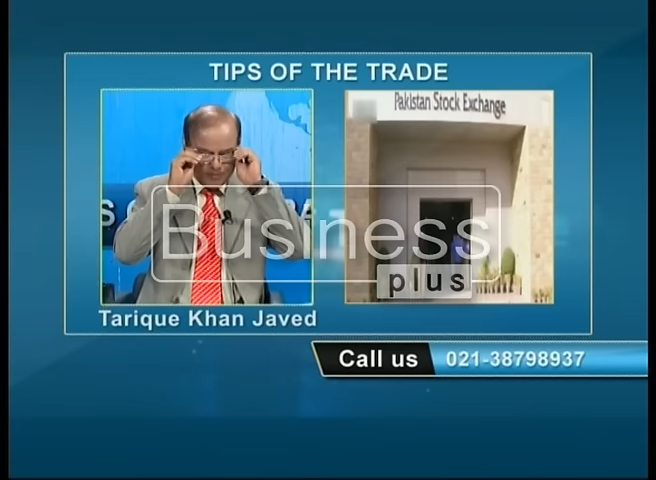 TIPS OF THE TRADE
Pakistan Stock Exchange
Business
plus
Tarique Khan Javed
Call us 021-38798937